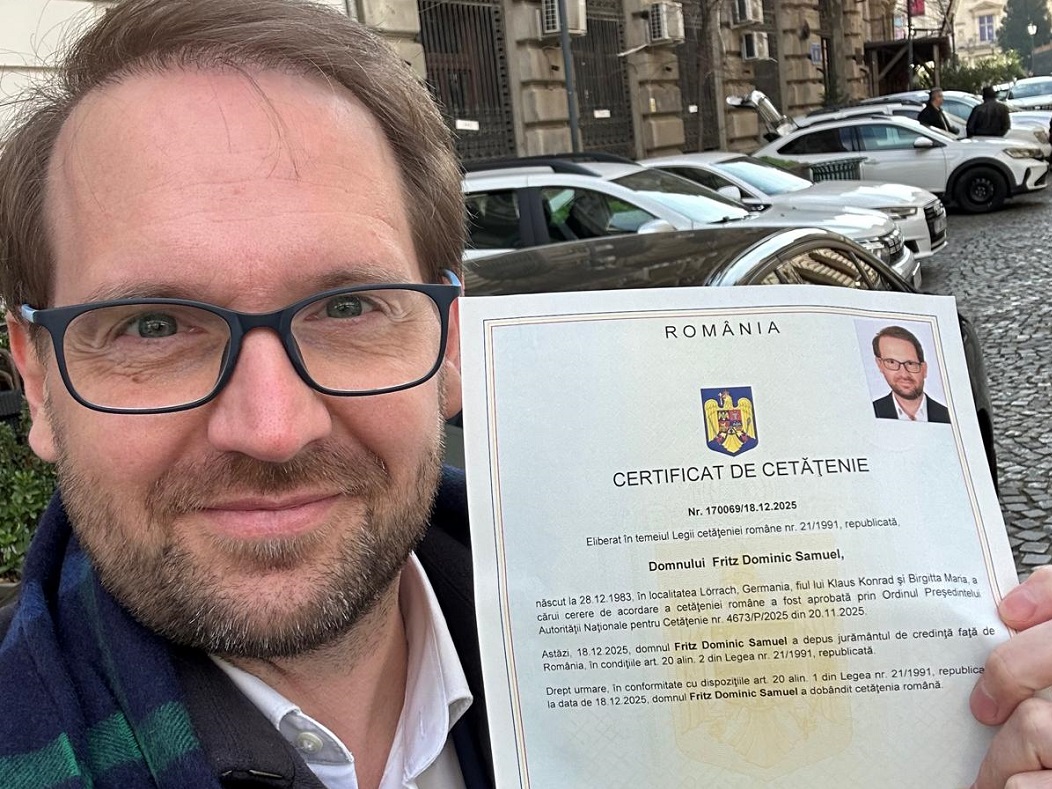 ROMÂNIA
CERTIFICAT DE CETĂŢENIE
Nr. 170069/18.12.2025
Eliberat în temeiul Legii cetăţeniei române nr. 21/1991, republicată,
Domnului Fritz Dominic Samuel,
născut la 28.12.1983, în localitatea Lörrach, Germania, fiul lui Klaus Konrad şi Birgitta Maria, a
cărui cerere de acordare a cetăţeniei române a fost aprobată prin Ordinul Preşedintelui
Autorităţii Naţionale pentru Cetăţenie nr. 4673/P/2025 din 20.11.2025.
Astăzi, 18.12.2025, domnul Fritz Dominic Samuel a depus jurământul de credinţă faţă de
România, în condiţiile art. 20 alin. 2 din Legea nr. 21/1991, republicată.
Drept urmare, în conformitate cu dispoziţiile art. 20 alin. 1 din Legea nr. 21/1991, republica
la data de 18.12.2025, domnul Fritz Dominic Samuel a dobândit cetăţenia română.